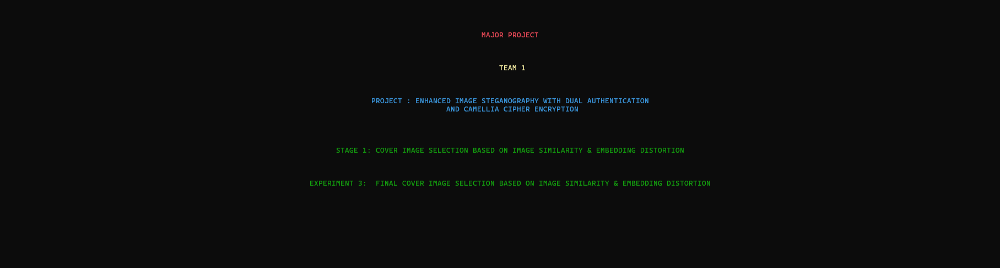 MAJOR PROJECT
TEAM 1
PROJECT : ENHANCED IMAGE STEGANOGRAPHY WITH DUAL AUTHENTICATION
AND CAMELLIA CIPHER ENCRYPTION
STAGE 1: COVER IMAGE SELECTION BASED ON IMAGE SIMILARITY & EMBEDDING DISTORTION
EXPERIMENT 3:  FINAL COVER IMAGE SELECTION BASED ON IMAGE SIMILARITY & EMBEDDING DISTORTION